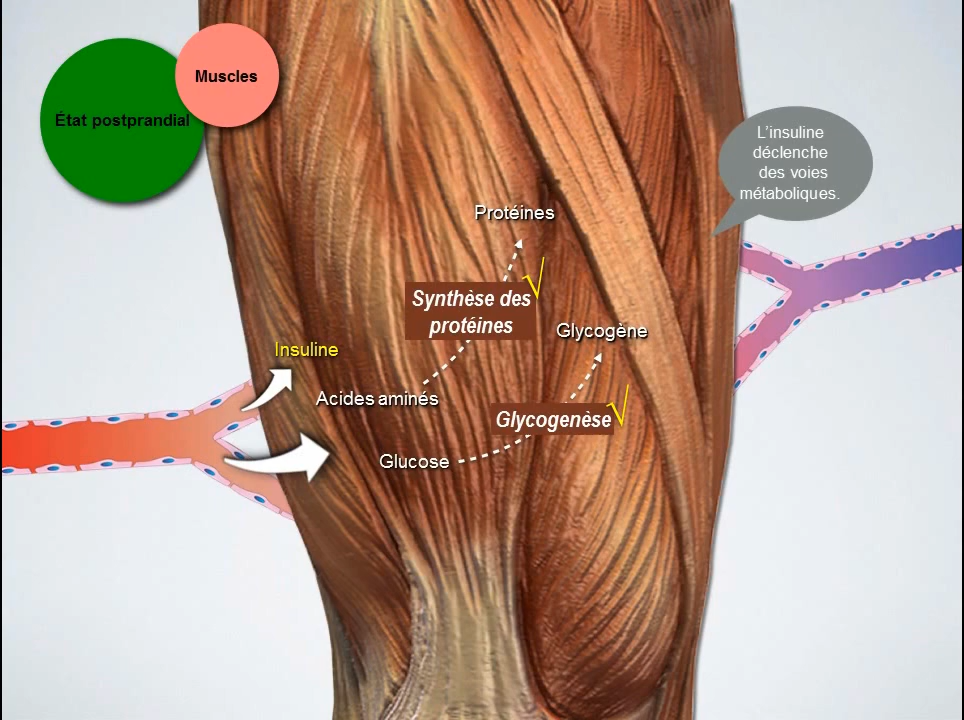 Muscles
État postprandial
L'insuline
déclenche
des voies
métaboliques.
Protéines
Synthèse des
protéines
Glycogène
Insuline
Acides aminés
Glycogenèse
Glucose